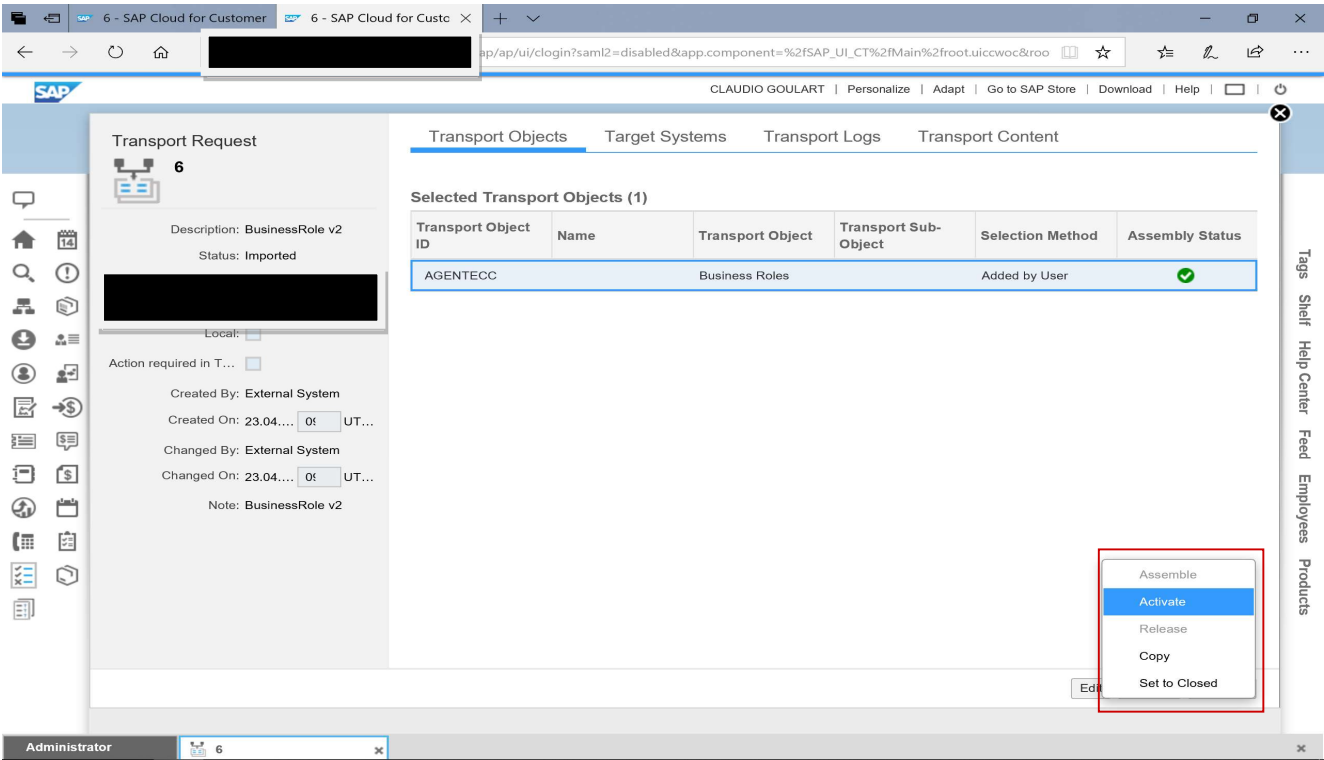 6 - SAP Cloud for Customer
6 - SAP Cloud for Custc
ap/ap/ui/clogin?saml2=disabled&app.component=%2fSAP_UI_CT%2fMain%2froot.uiccwoc&roo
SAP
CLAUDIO GOULART | Personalize | Adapt | Go to SAP Store | Download | Help |
Transport Request
6
Description: BusinessRole v2
Status: Imported
Local:
Action required in T...
Created By: External System
Created On: 23.04.... 09 UT...
Changed By: External System
Changed On: 23.04.... 09 UT...
Note: BusinessRole v2
Transport Objects Target Systems Transport Logs Transport Content
Selected Transport Objects (1)
Transport Object ID Name Transport Object Transport Sub-Object Selection Method Assembly Status
AGENTECC Business Roles Added by User
Assemble
Activate
Release
Copy
Set to Closed
Edi
14
Tags
Shelf
Help Center
Feed
Employees
Products
Administrator
6